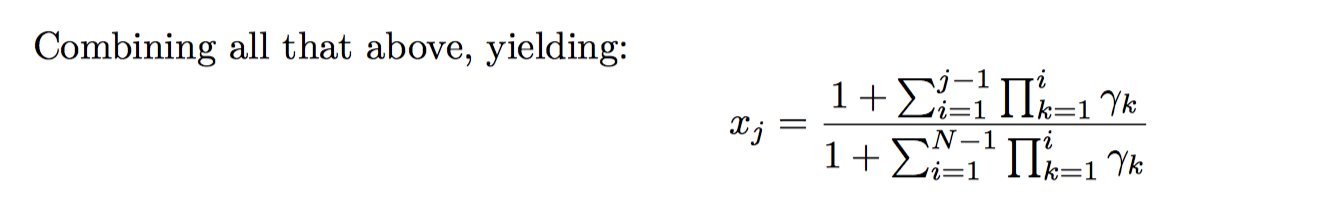 Combining all that above, yielding:
x_j = \frac{1 + \sum_{i=1}^{j-1} \prod_{k=1}^{i} \gamma_k}{1 + \sum_{i=1}^{N-1} \prod_{k=1}^{i} \gamma_k}